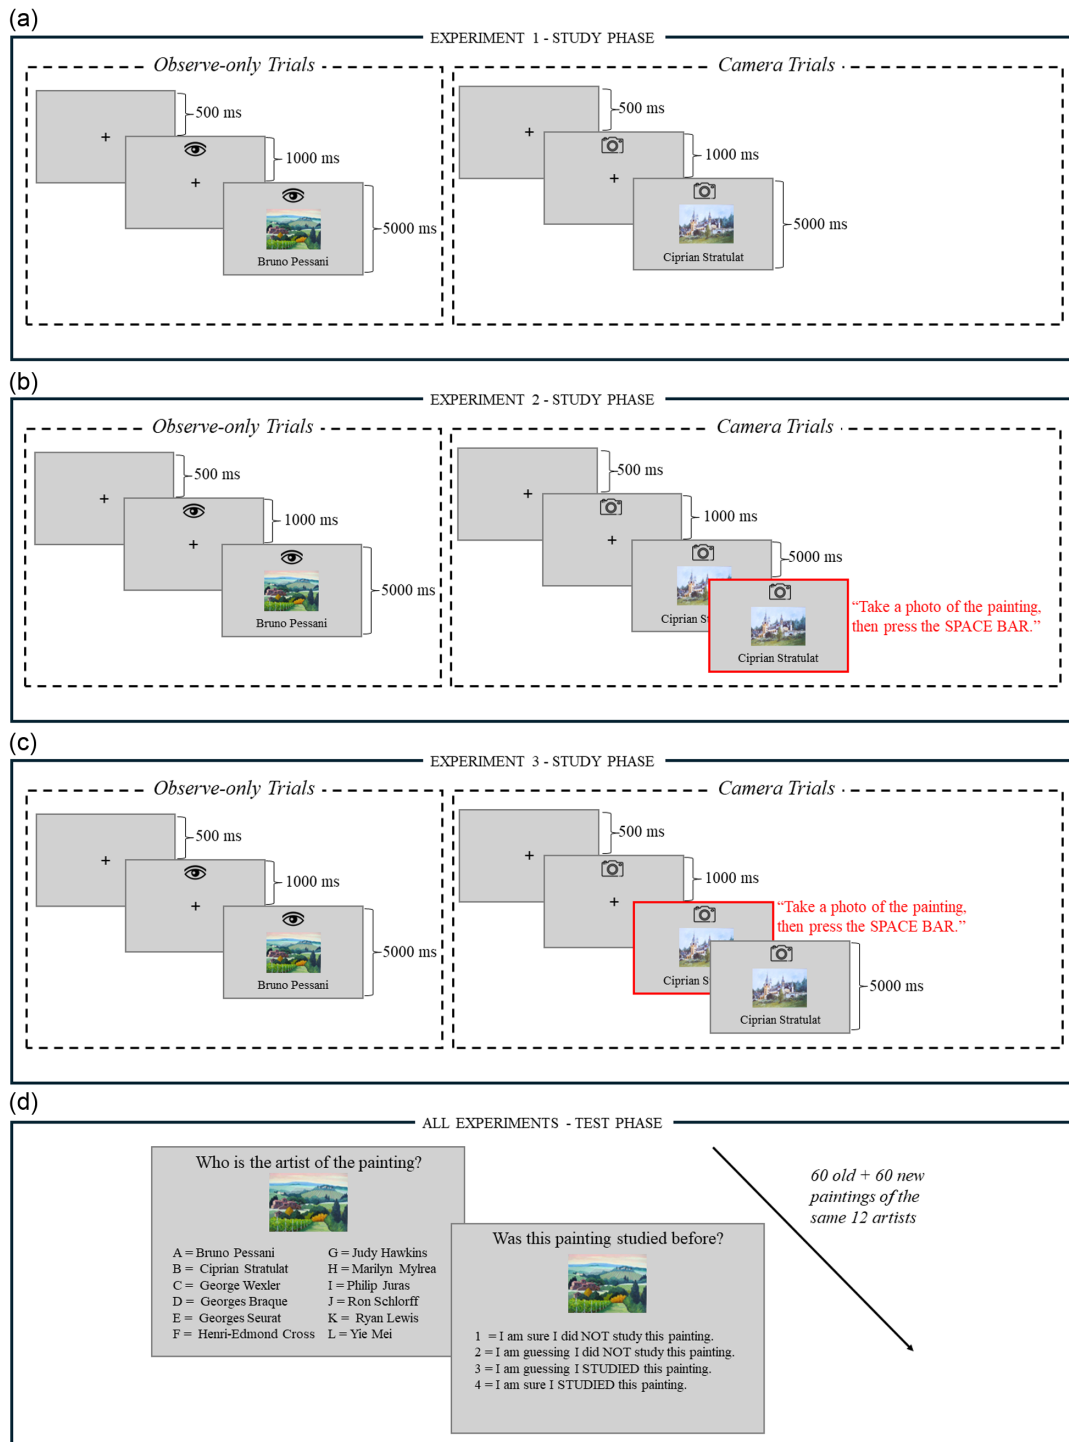 (a)
EXPERIMENT 1 - STUDY PHASE
Observe-only Trials
500 ms
1000 ms
5000 ms
Bruno Pessani
Camera Trials
500 ms
1000 ms
5000 ms
Ciprian Stratulat
(b)
EXPERIMENT 2 - STUDY PHASE
Observe-only Trials
500 ms
1000 ms
5000 ms
Bruno Pessani
Camera Trials
500 ms
1000 ms
5000 ms
Ciprian St
“Take a photo of the painting,
then press the SPACE BAR.”
Ciprian Stratulat
(c)
EXPERIMENT 3 - STUDY PHASE
Observe-only Trials
500 ms
1000 ms
5000 ms
Bruno Pessani
Camera Trials
500 ms
1000 ms
“Take a photo of the painting,
then press the SPACE BAR.”
Ciprian St
5000 ms
Ciprian Stratulat
(d)
ALL EXPERIMENTS - TEST PHASE
Who is the artist of the painting?
A = Bruno Pessani
B = Ciprian Stratulat
C = George Wexler
D = Georges Braque
E = Georges Seurat
F = Henri-Edmond Cross
G = Judy Hawkins
H = Marilyn Mylrea
I = Philip Juras
J = Ron Schlorff
K = Ryan Lewis
L = Yie Mei
Was this painting studied before?
1 = I am sure I did NOT study this painting.
2 = I am guessing I did NOT study this painting.
3 = I am guessing I STUDIED this painting.
4 = I am sure I STUDIED this painting.
60 old + 60 new
paintings of the
same 12 artists